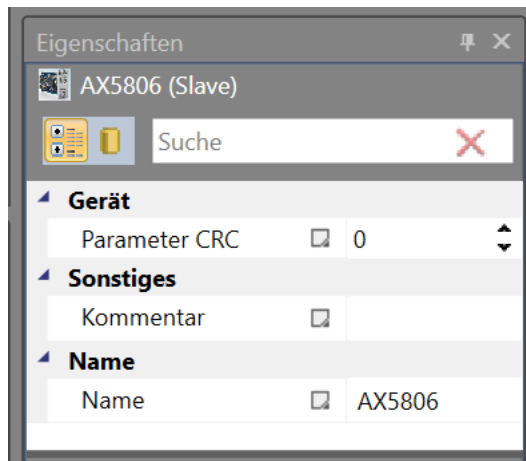 Eigenschaften
AX5806 (Slave)
Suche
Gerät
Parameter CRC 0
Sonstiges
Kommentar
Name
Name AX5806